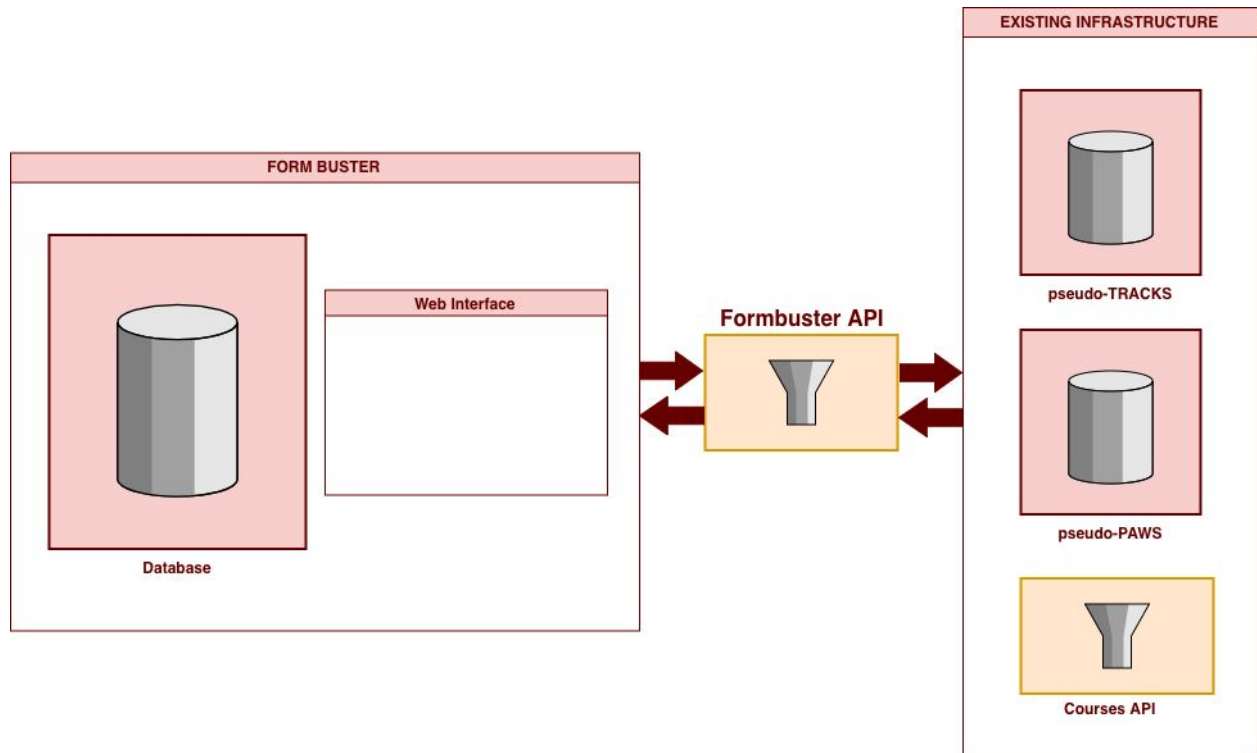 EXISTING INFRASTRUCTURE
FORM BUSTER
Web Interface
Database
Formbuster API
pseudo-TRACKS
pseudo-PAWS
Courses API